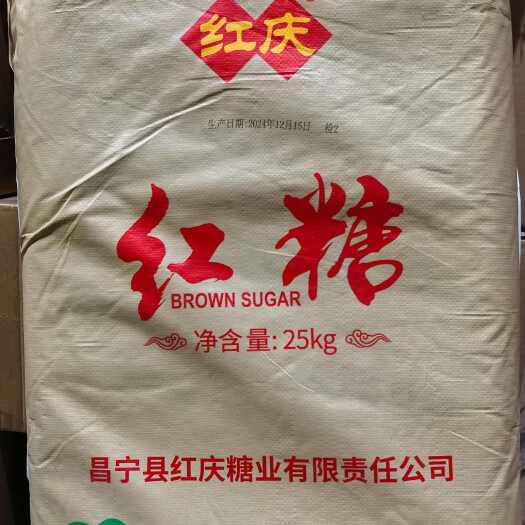 红庆
生产日期:2024年12月15日 检2
红糖
BROWN SUGAR
净含量:25kg
昌宁县红庆糖业有限责任公司